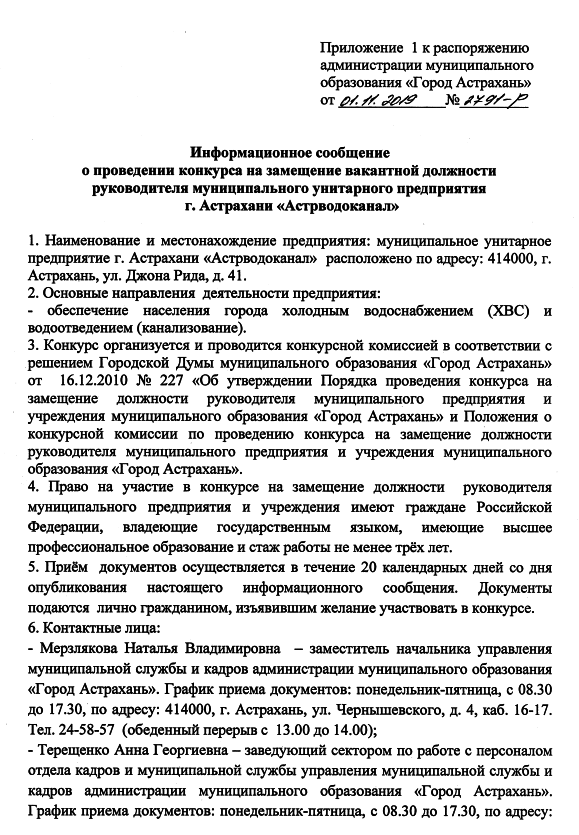 Приложение 1 к распоряжению
администрации муниципального
образования «Город Астрахань»
от 01.11.2019 № 2791-р
Информационное сообщение
о проведении конкурса на замещение вакантной должности
руководителя муниципального унитарного предприятия
г. Астрахани «Астрводоканал»
1. Наименование и местонахождение предприятия: муниципальное унитарное
предприятие г. Астрахани «Астрводоканал» расположено по адресу: 414000, г.
Астрахань, ул. Джона Рида, д. 41.
2. Основные направления деятельности предприятия:
- обеспечение населения города холодным водоснабжением (ХВС) и
водоотведением (канализование).
3. Конкурс организуется и проводится конкурсной комиссией в соответствии с
решением Городской Думы муниципального образования «Город Астрахань»
от 16.12.2010 № 227 «Об утверждении Порядка проведения конкурса на
замещение должности руководителя муниципального предприятия и
учреждения муниципального образования «Город Астрахань» и Положения о
конкурсной комиссии по проведению конкурса на замещение должности
руководителя муниципального предприятия и учреждения муниципального
образования «Город Астрахань».
4. Право на участие в конкурсе на замещение должности руководителя
муниципального предприятия и учреждения имеют граждане Российской
Федерации, владеющие государственным языком, имеющие высшее
профессиональное образование и стаж работы не менее трёх лет.
5. Приём документов осуществляется в течение 20 календарных дней со дня
опубликования настоящего информационного сообщения. Документы
подаются лично гражданином, изъявившим желание участвовать в конкурсе.
6. Контактные лица:
- Мерзлякова Наталья Владимировна – заместитель начальника управления
муниципальной службы и кадров администрации муниципального образования
«Город Астрахань». График приема документов: понедельник-пятница, с 08.30
до 17.30, по адресу: 414000, г. Астрахань, ул. Чернышевского, д. 4, каб. 16-17.
Тел. 24-58-57 (обеденный перерыв с 13.00 до 14.00);
- Терещенко Анна Георгиевна – заведующий сектором по работе с персоналом
отдела кадров и муниципальной службы управления муниципальной службы и
кадров администрации муниципального образования «Город Астрахань».
График приема документов: понедельник-пятница, с 08.30 до 17.30, по адресу: